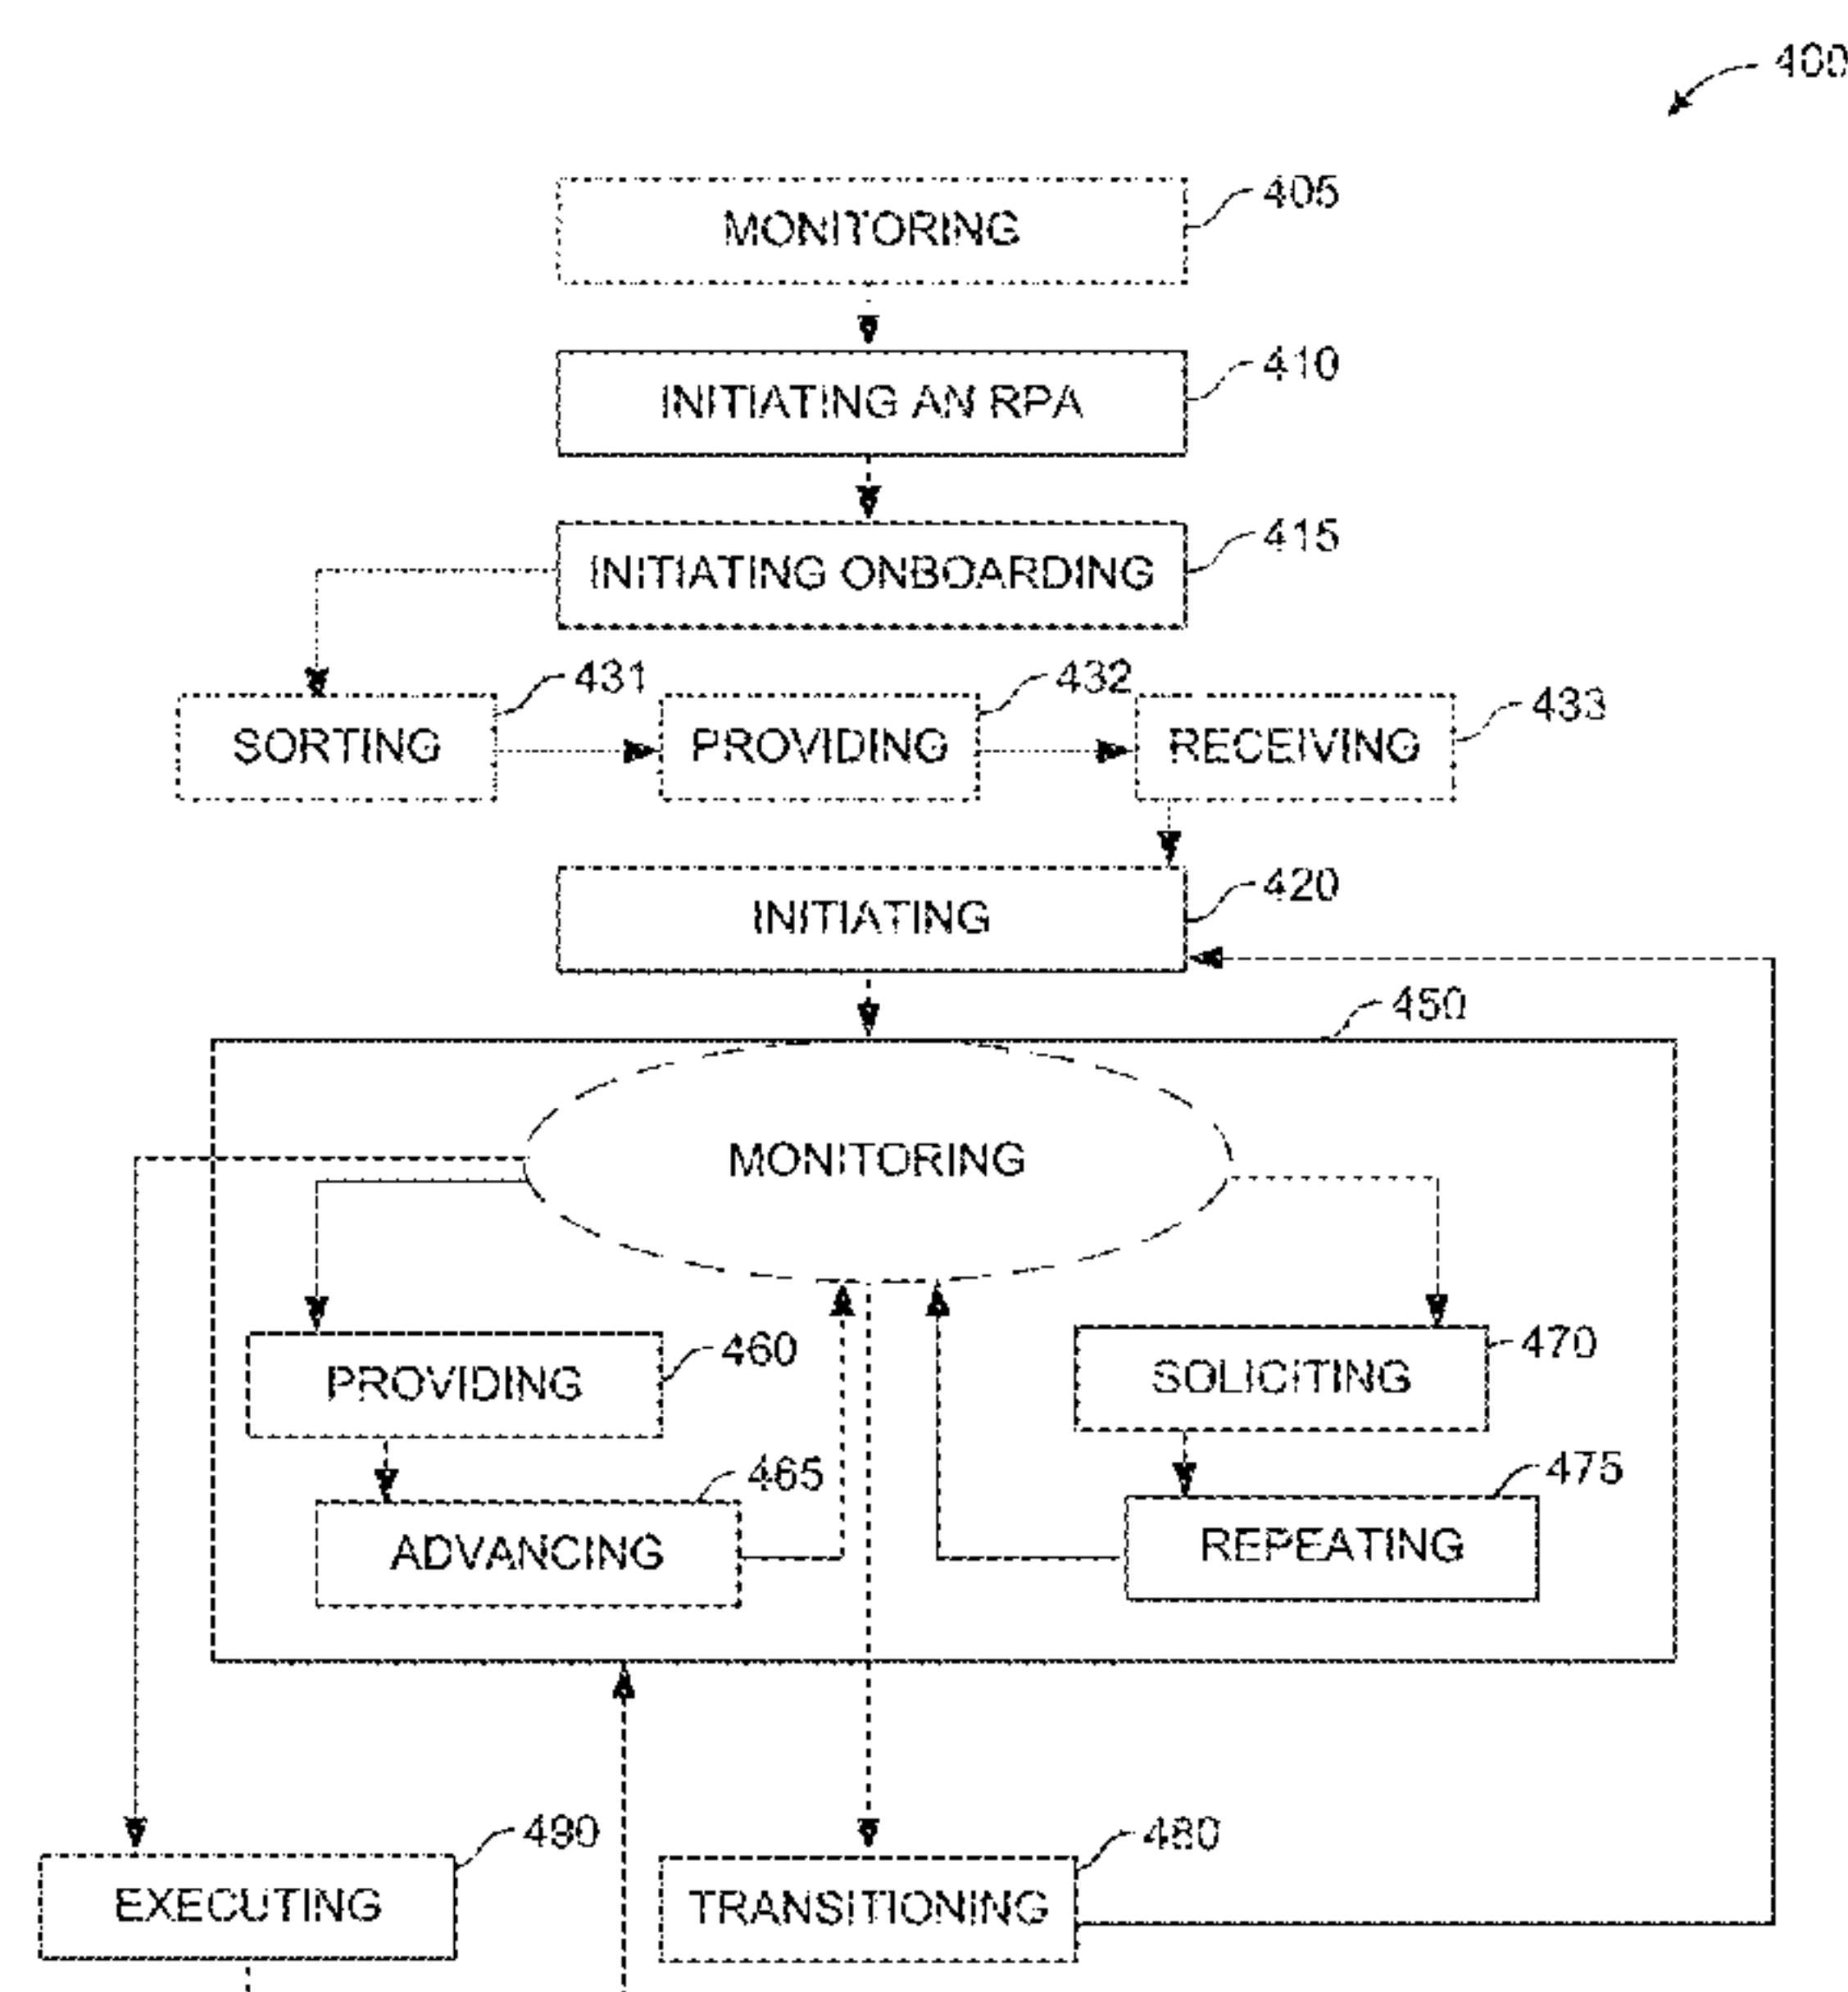 400
MONITORING
405
INITIATING AN RPA
410
INITIATING ONBOARDING
415
SORTING
431
PROVIDING
432
RECEIVING
433
INITIATING
420
450
MONITORING
PROVIDING
460
SOLICITING
470
ADVANCING
465
REPEATING
475
EXECUTING
490
TRANSITIONING
480